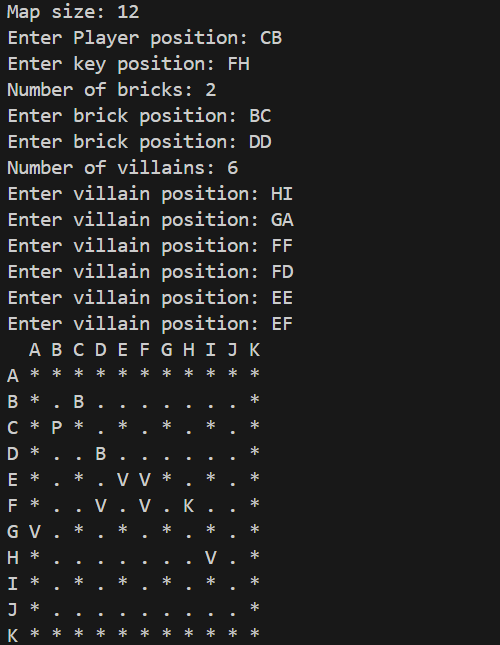 Map size: 12
Enter Player position: CB
Enter key position: FH
Number of bricks: 2
Enter brick position: BC
Enter brick position: DD
Number of villains: 6
Enter villain position: HI
Enter villain position: GA
Enter villain position: FF
Enter villain position: FD
Enter villain position: EE
Enter villain position: EF
  A B C D E F G H I J K
A * * * * * * * * * * *
B * . B . . . . . . . *
C * P * . * . * . * . *
D * . . B . . . . . . *
E * . * . V V * . * . *
F * . . V . V . K . . *
G V . * . * . * . * . *
H * . . . . . . . V . *
I * . * . * . * . * . *
J * . . . . . . . . . *
K * * * * * * * * * * *